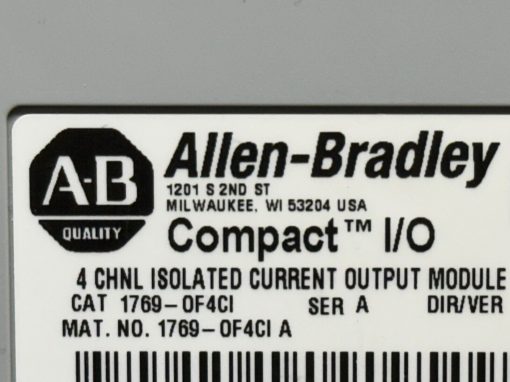 A-B
QUALITY
Allen-Bradley
1201 S 2ND ST
MILWAUKEE, WI 53204 USA
Compact™ I/O
4 CHNL ISOLATED CURRENT OUTPUT MODULE
CAT 1769-OF4CI SER A DIR/VER
MAT. NO. 1769-OF4CI A